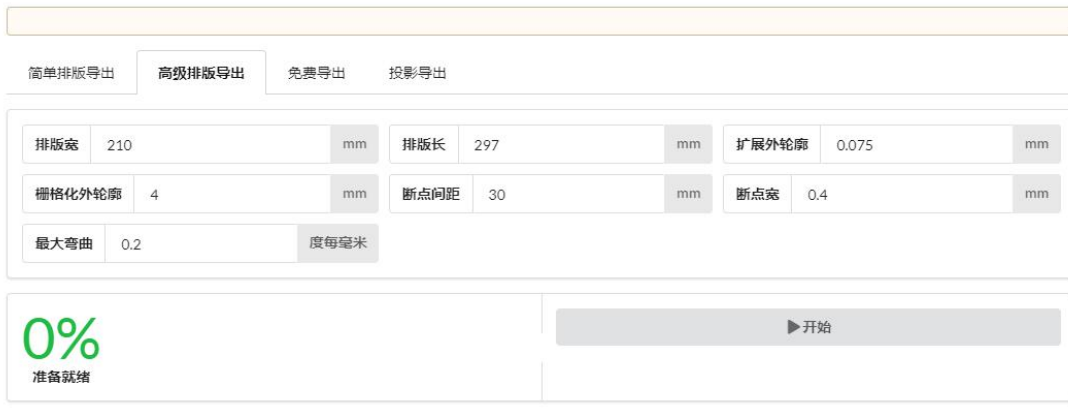 简单排版导出 高级排版导出 免费导出 投影导出
排版宽 210 mm 排版长 297 mm 扩展外轮廓 0.075 mm
栅格化外轮廓 4 mm 断点间距 30 mm 断点宽 0.4 mm
最大弯曲 0.2 度每毫米
0% ▶开始
准备就绪